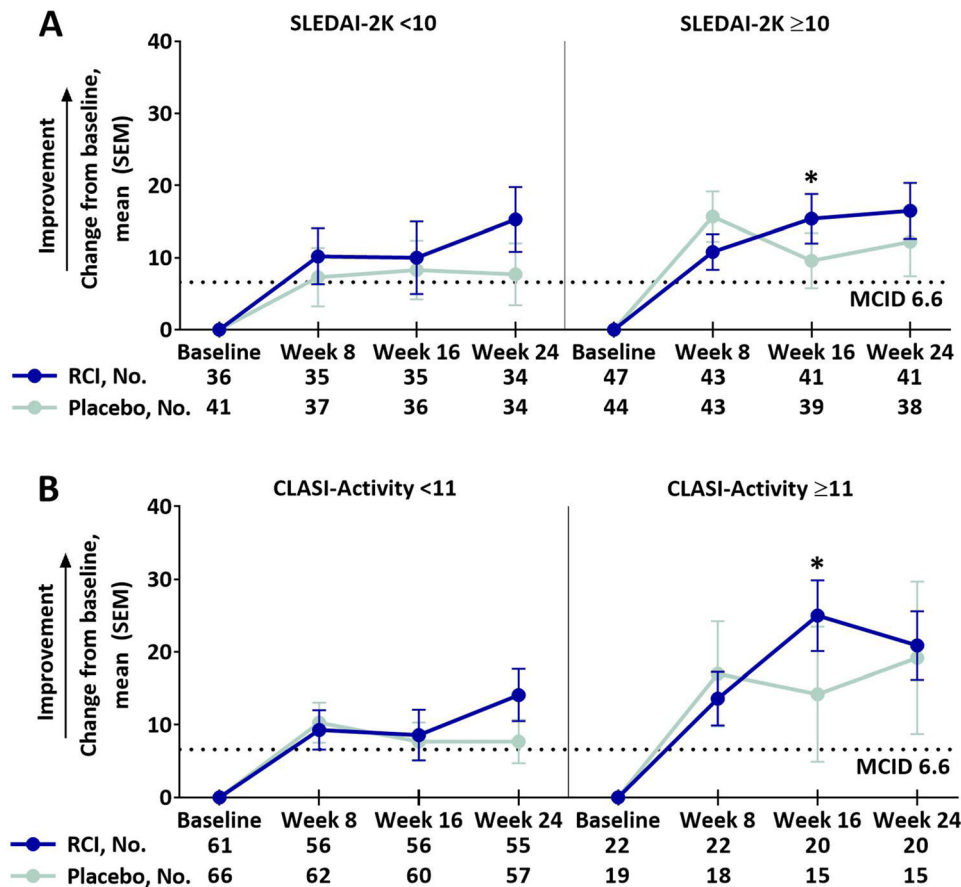 A
SLEDAI-2K <10
SLEDAI-2K ≥10
Improvement
Change from baseline,
mean (SEM)
40
30
20
10
0
*
MCID 6.6
Baseline Week 8 Week 16 Week 24 Baseline Week 8 Week 16 Week 24
RCI, No. 36 35 35 34 47 43 41 41
Placebo, No. 41 37 36 34 44 43 39 38
B
CLASI-Activity <11
CLASI-Activity ≥11
Improvement
Change from baseline,
mean (SEM)
40
30
20
10
0
*
MCID 6.6
Baseline Week 8 Week 16 Week 24 Baseline Week 8 Week 16 Week 24
RCI, No. 61 56 56 55 22 22 20 20
Placebo, No. 66 62 60 57 19 18 15 15